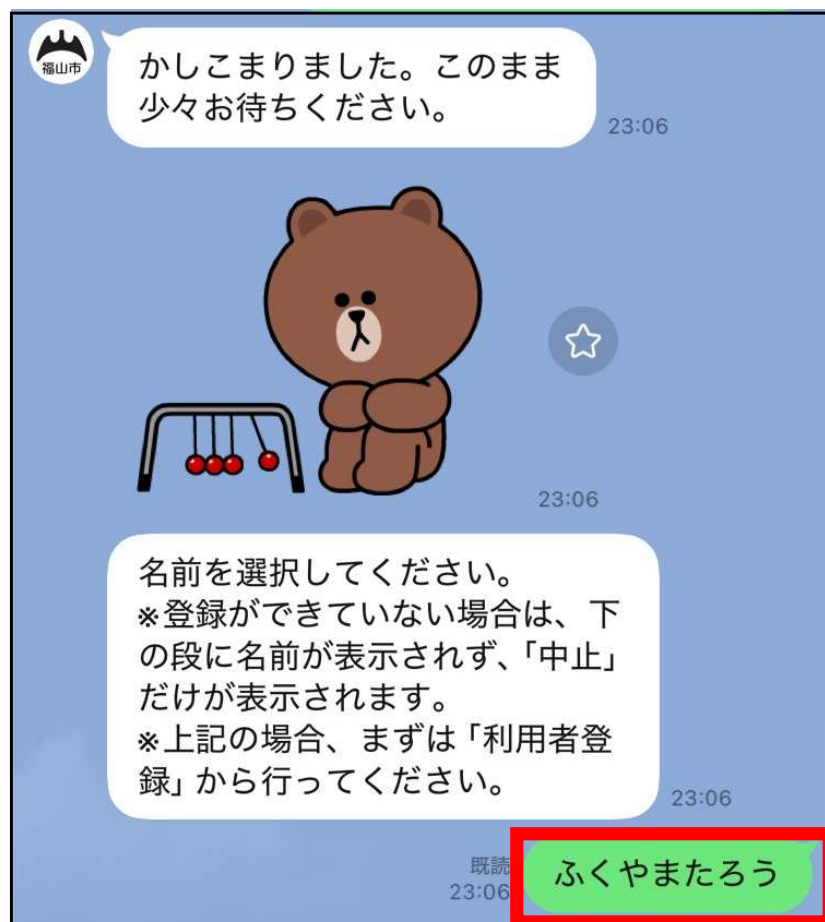 福山市
かしこまりました。このまま
少々お待ちください。
23:06
23:06
名前を選択してください。
※登録ができていない場合は、下
の段に名前が表示されず、「中止」
だけが表示されます。
※上記の場合、まずは「利用者登
録」から行ってください。
23:06
既読
23:06
ふくやまたろう